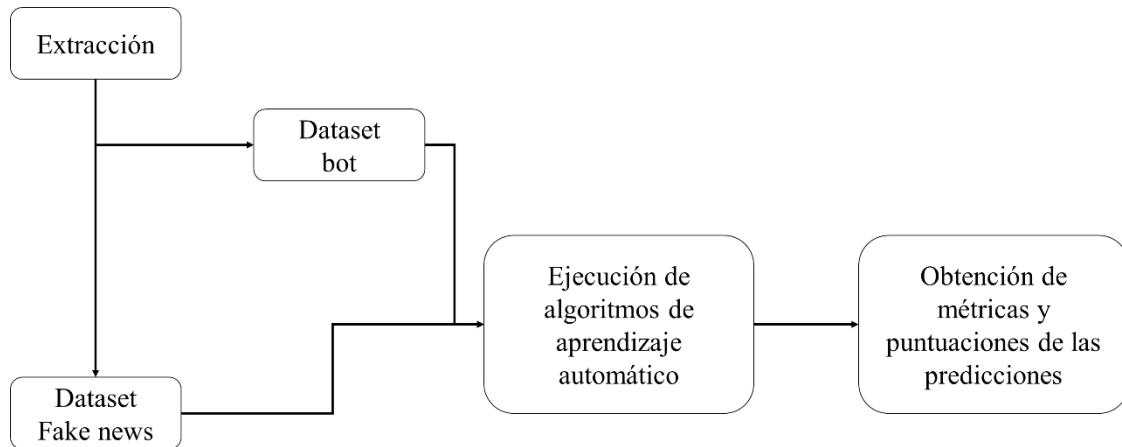 Extracción
Dataset
bot
Ejecución de
algoritmos de
aprendizaje
automático
Obtención de
métricas y
puntuaciones de las
predicciones
Dataset
Fake news